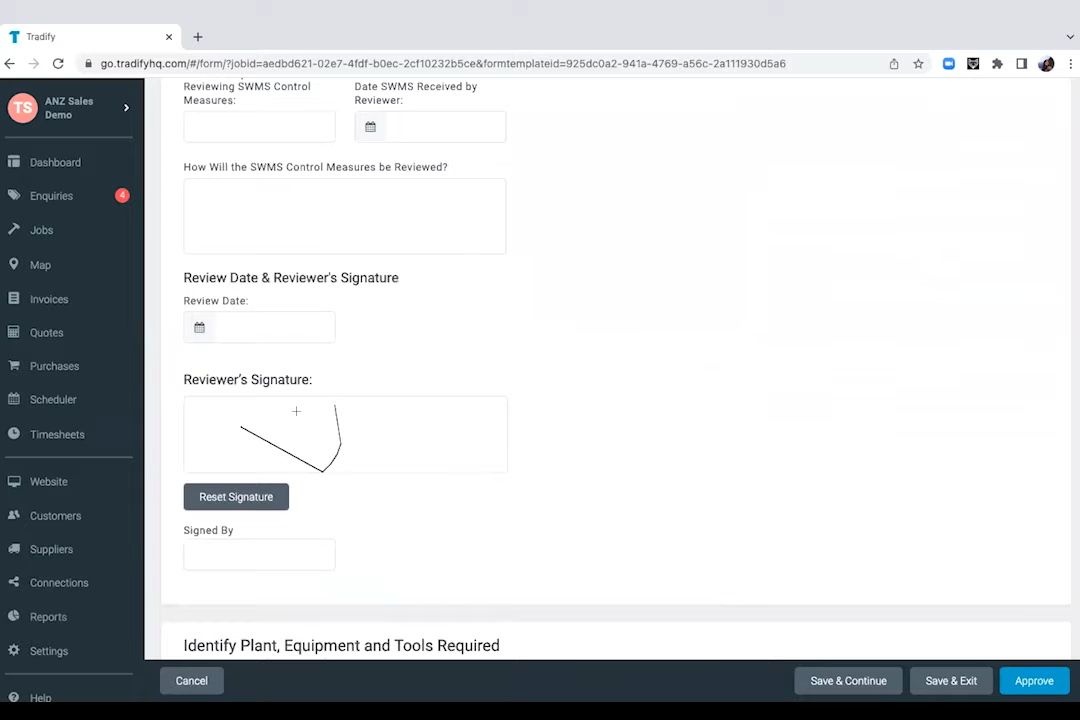 Tradify
go.tradifyhq.com/#/form/?jobid=aedbd621-02e7-4fdf-b0ec-2cf10232b5ce&formtemplateid=925dc0a2-941a-4769-a56c-2a111930d5a6
TS
ANZ Sales
Demo
Dashboard
Enquiries
4
Jobs
Map
Invoices
Quotes
Purchases
Scheduler
Timesheets
Website
Customers
Suppliers
Connections
Reports
Settings
Help
Reviewing SWMS Control
Measures:
Date SWMS Received by
Reviewer:
How Will the SWMS Control Measures be Reviewed?
Review Date & Reviewer's Signature
Review Date:
Reviewer's Signature:
Reset Signature
Signed By
Identify Plant, Equipment and Tools Required
Cancel
Save & Continue
Save & Exit
Approve